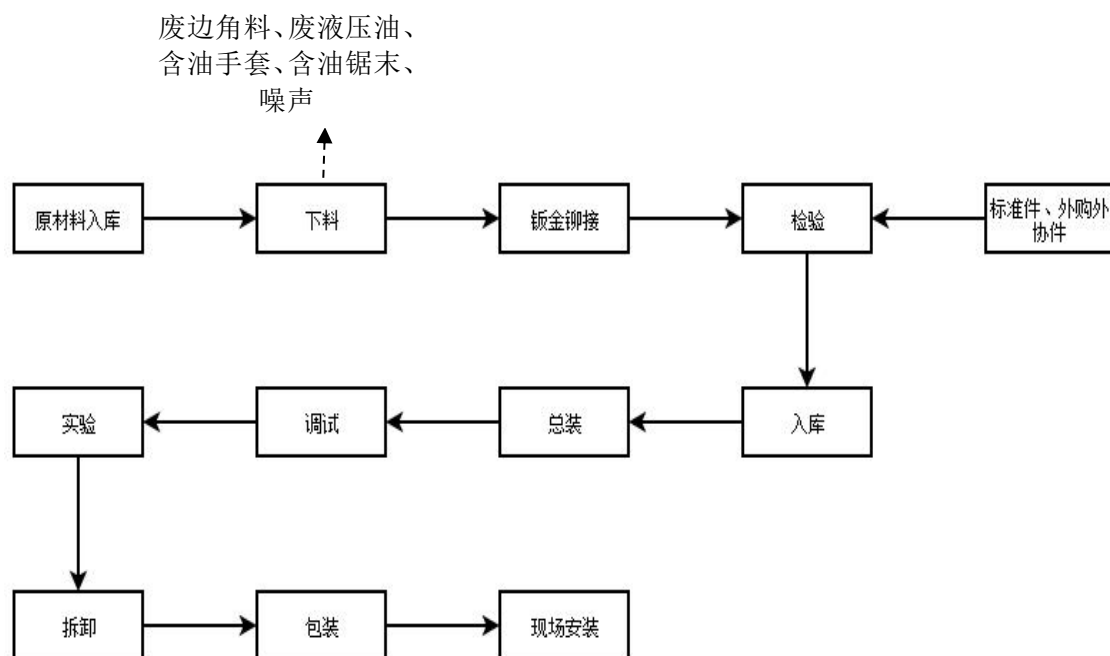 废边角料、废液压油、
含油手套、含油锯末、
噪声
原材料入库
下料
钣金铆接
检验
标准件、外购外
协件
实验
调试
总装
入库
拆卸
包装
现场安装